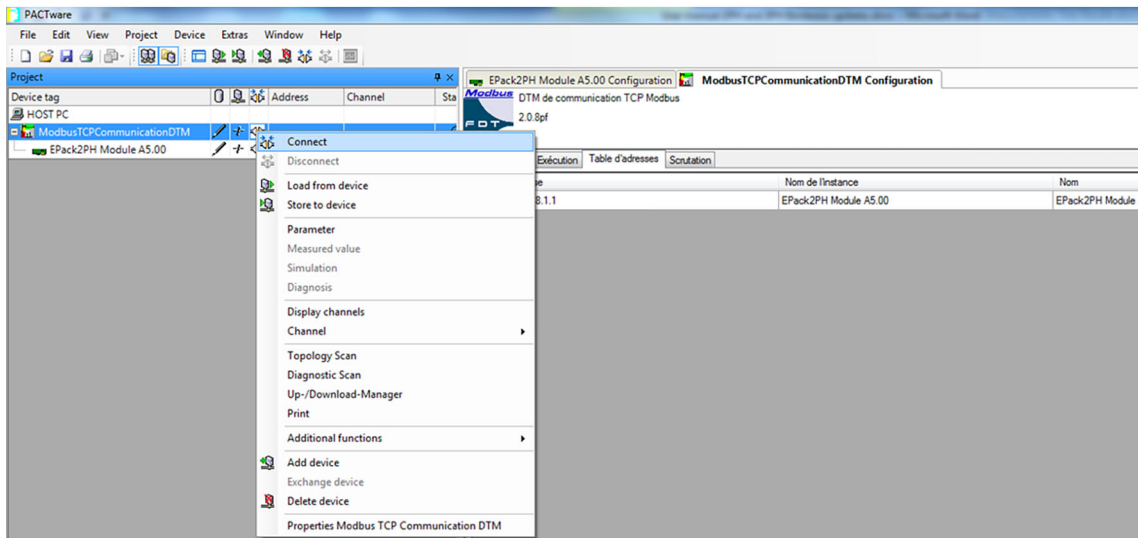 PACTware
File Edit View Project Device Extras Window Help
Project
Device tag Address Channel Sta
HOST PC
ModbusTCPCommunicationDTM
EPack2PH Module A5.00
Connect
Disconnect
Load from device
Store to device
Parameter
Measured value
Simulation
Diagnosis
Display channels
Channel
Topology Scan
Diagnostic Scan
Up-/Download-Manager
Print
Additional functions
Add device
Exchange device
Delete device
Properties Modbus TCP Communication DTM
EPack2PH Module A5.00 Configuration ModbusTCPCommunicationDTM Configuration
Modbus
FDT
DTM de communication TCP Modbus
2.0.8pf
Exécution Table d'adresses Scrutation
se Nom de l'instance Nom
8.1.1 EPack2PH Module A5.00 EPack2PH Module